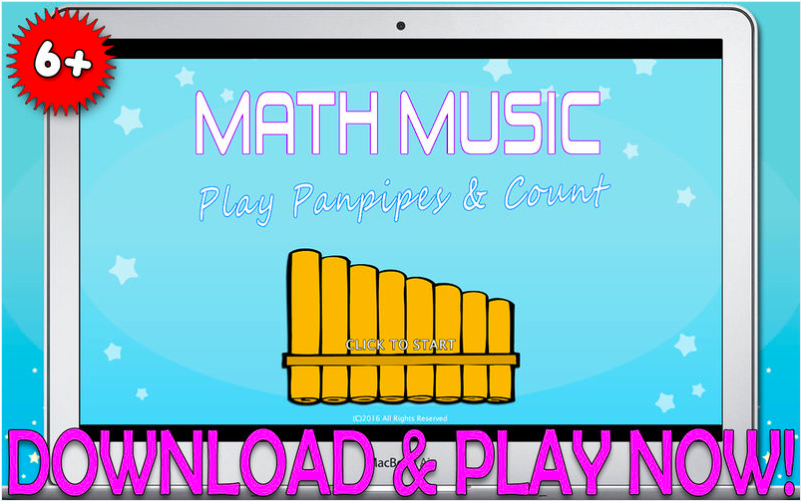 6+
MATH MUSIC
Play Panpipes & Count
CLICK TO START
(C)2016 All Rights Reserved
DOWNLOAD & PLAY NOW!